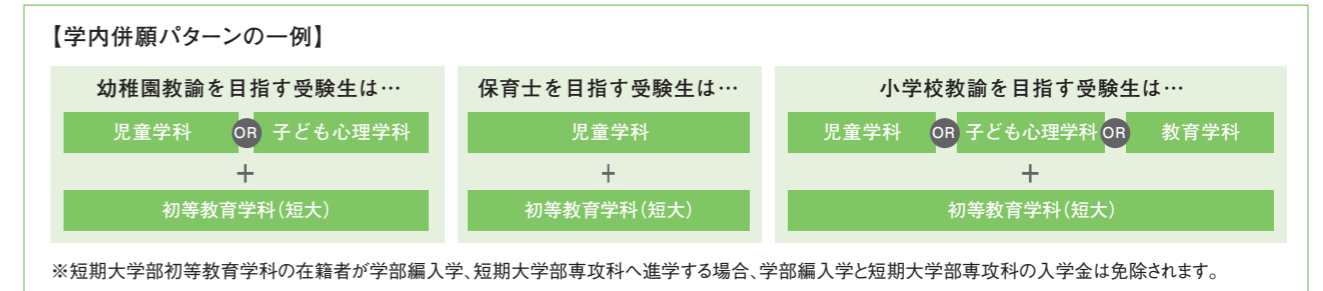 【学内併願パターンの一例】
幼稚園教諭を目指す受験生は…
児童学科 OR 子ども心理学科
+
初等教育学科(短大)
保育士を目指す受験生は…
児童学科
+
初等教育学科(短大)
小学校教諭を目指す受験生は…
児童学科 OR 子ども心理学科 OR 教育学科
+
初等教育学科(短大)
※短期大学部初等教育学科の在籍者が学部編入学、短期大学部専攻科へ進学する場合、学部編入学と短期大学部専攻科の入学金は免除されます。